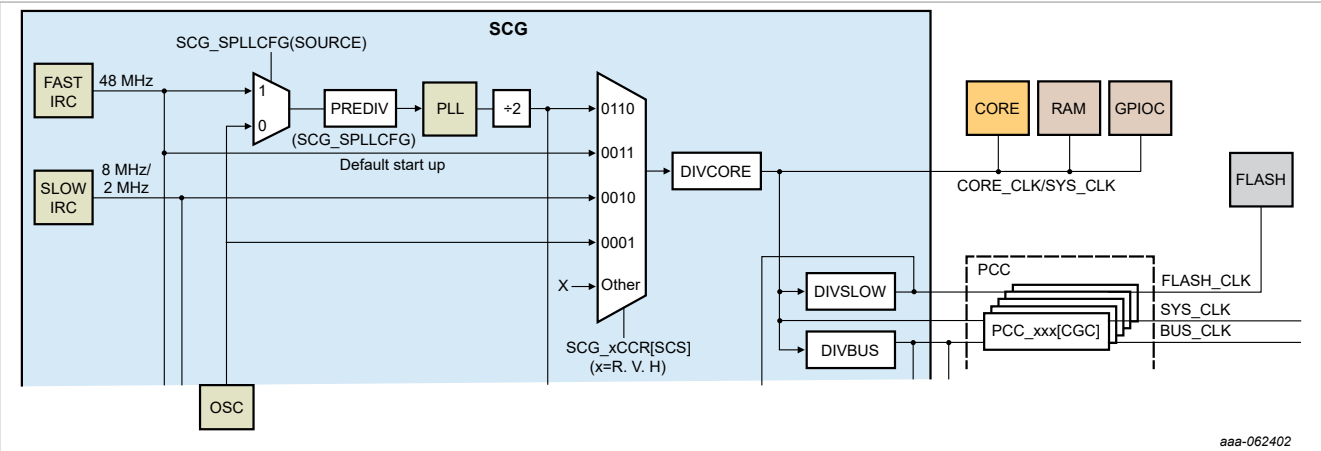 SCG
SCG_SPLLCFG(SOURCE)
FAST
IRC
48 MHz
1
0
PREDIV
(SCG_SPLLCFG)
PLL
÷2
Default start up
SLOW
IRC
8 MHz/
2 MHz
0110
0011
0010
0001
X
Other
SCG_xCCR[SCS]
(x=R. V. H)
DIVCORE
CORE
RAM
GPIOC
CORE_CLK/SYS_CLK
FLASH
DIVSLOW
DIVBUS
PCC
PCC_xxx[CGC]
FLASH_CLK
SYS_CLK
BUS_CLK
OSC
aaa-062402